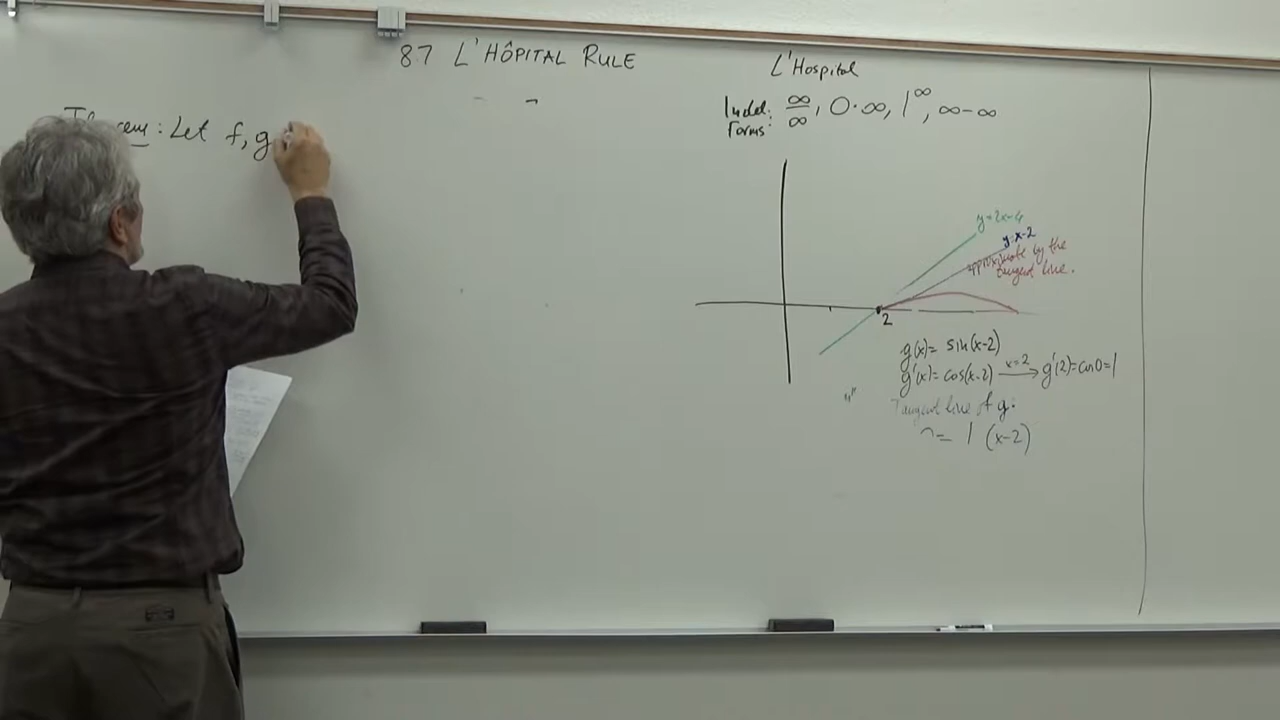 87 L'HÔPITAL RULE
Theorem: Let f, g
L'Hospital
Indet. Forms: ∞/∞, 0·∞, 1^∞, ∞-∞
y=2x-4
y=x-2
approximate by the
tangent line.
2
g(x)= sin(x-2)
g'(x)= cos(x-2) —x=2→ g'(2)=cos0=1
Tangent line of g:
= 1 (x-2)